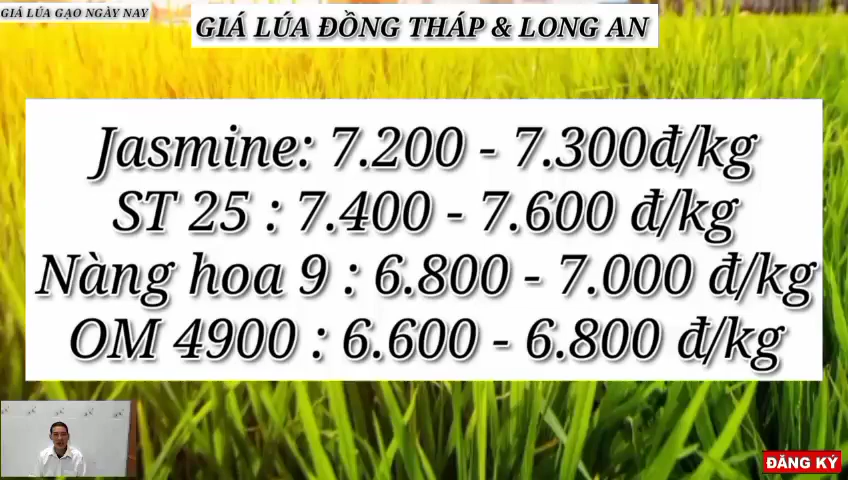 GIÁ LÚA GẠO NGÀY NAY
GIÁ LÚA ĐỒNG THÁP & LONG AN
Jasmine: 7.200 - 7.300đ/kg
ST 25 : 7.400 - 7.600 đ/kg
Nàng hoa 9 : 6.800 - 7.000 đ/kg
OM 4900 : 6.600 - 6.800 đ/kg
ĐĂNG KÝ